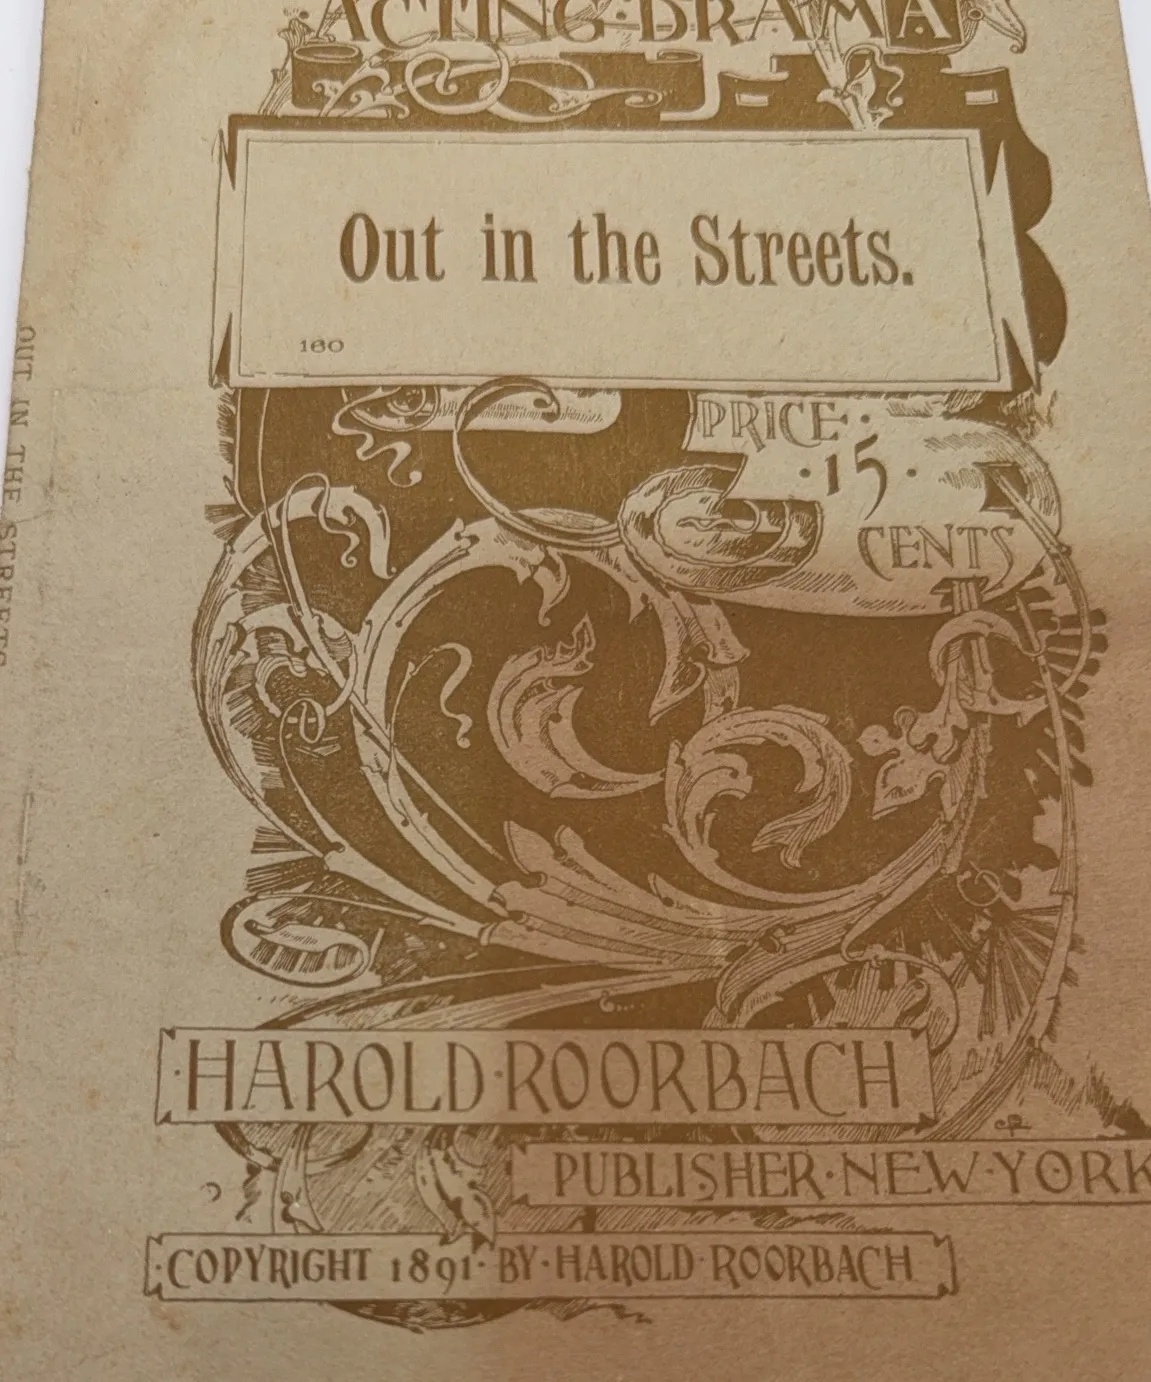 ACTING·DRAMA
Out in the Streets.
160
PRICE·
·15·
CENTS
OUT IN THE STREETS
·HAROLD·ROORBACH
PUBLISHER·NEW·YORK
·COPYRIGHT 1891·BY·HAROLD·ROORBACH